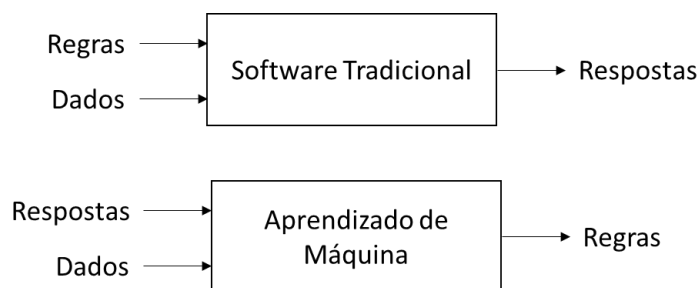 Regras
Dados
Software Tradicional
Respostas
Respostas
Dados
Aprendizado de
Máquina
Regras